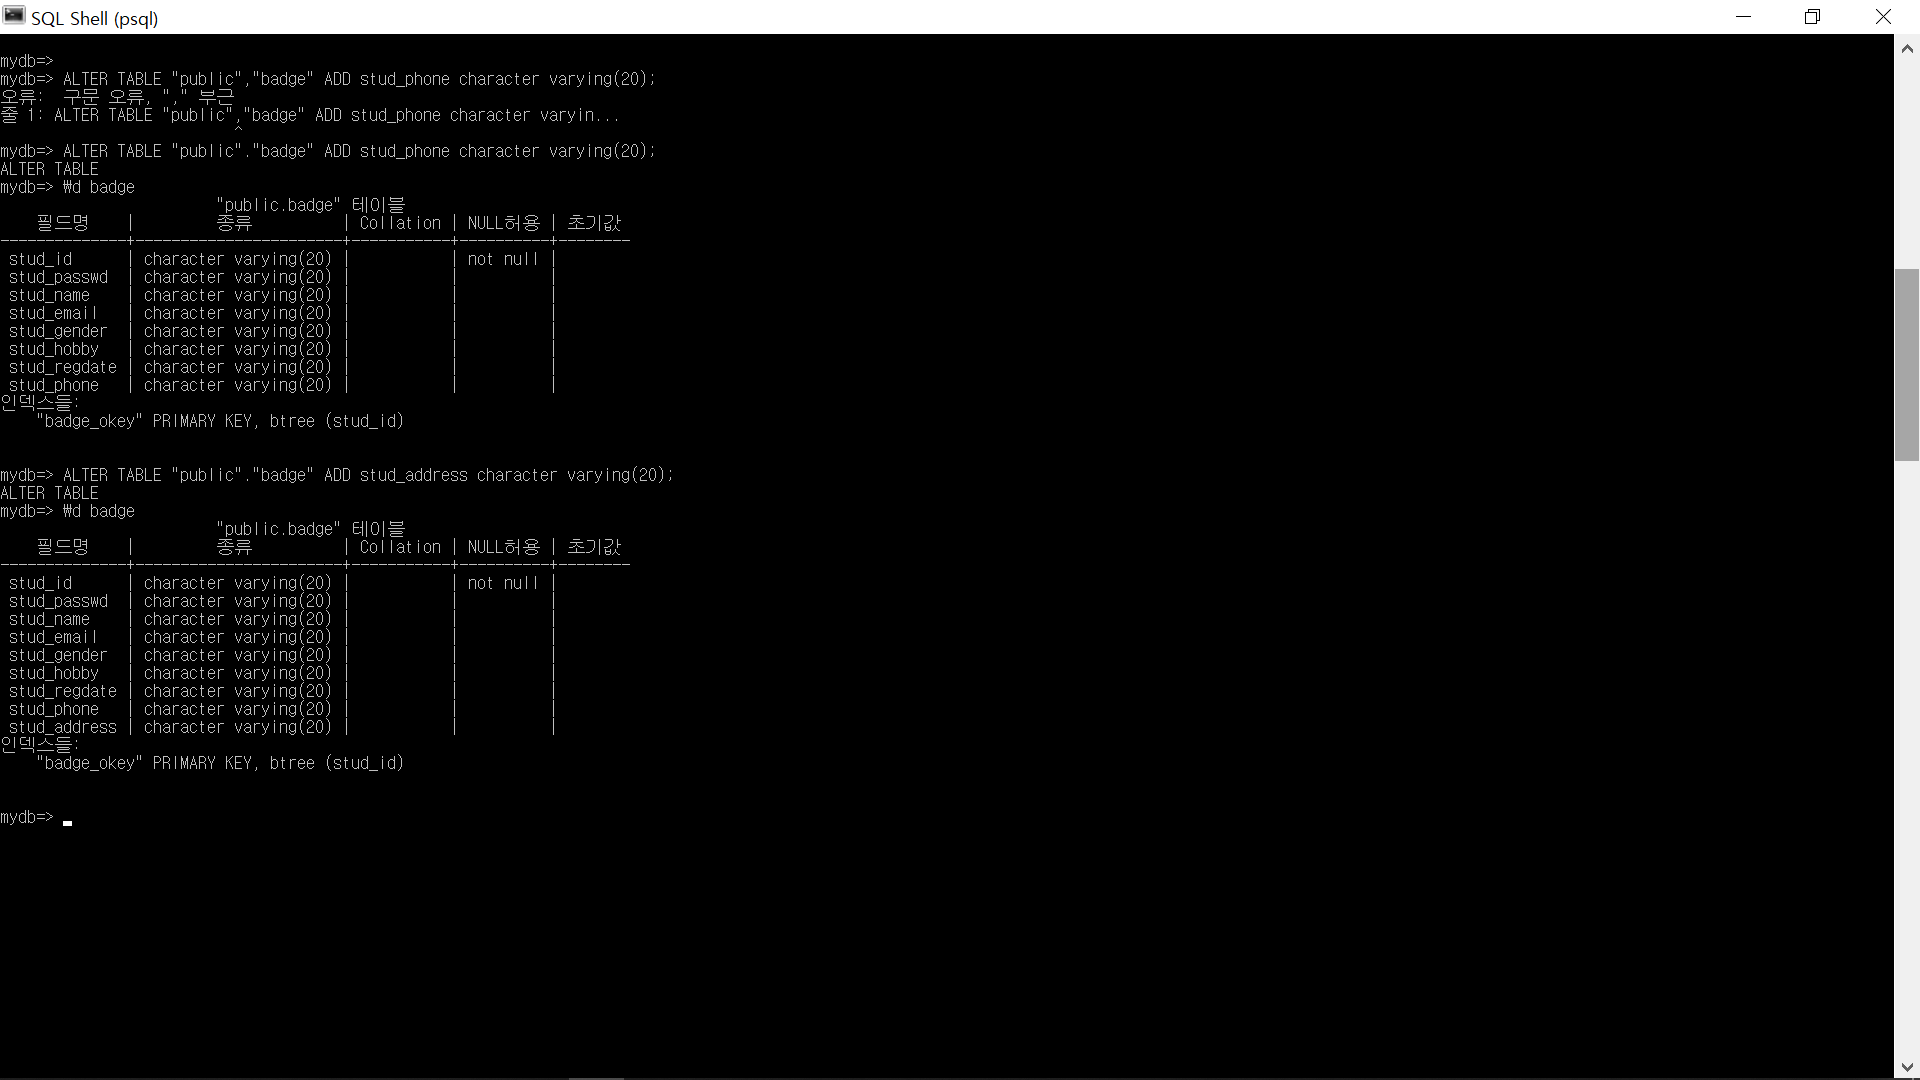 SQL Shell (psql)
mydb=>
mydb=> ALTER TABLE "public","badge" ADD stud_phone character varying(20);
오류:  구문 오류, "," 부근
줄 1: ALTER TABLE "public","badge" ADD stud_phone character varyin...
^
mydb=> ALTER TABLE "public"."badge" ADD stud_phone character varying(20);
ALTER TABLE
mydb=> ₩d badge
"public.badge" 테이블
필드명 | 종류 | Collation | NULL허용 | 초기값
--------------+-----------------------+-----------+----------+--------
stud_id | character varying(20) | | not null |
stud_passwd | character varying(20) | | |
stud_name | character varying(20) | | |
stud_email | character varying(20) | | |
stud_gender | character varying(20) | | |
stud_hobby | character varying(20) | | |
stud_regdate | character varying(20) | | |
stud_phone | character varying(20) | | |
인덱스들:
"badge_okey" PRIMARY KEY, btree (stud_id)
mydb=> ALTER TABLE "public"."badge" ADD stud_address character varying(20);
ALTER TABLE
mydb=> ₩d badge
"public.badge" 테이블
필드명 | 종류 | Collation | NULL허용 | 초기값
--------------+-----------------------+-----------+----------+--------
stud_id | character varying(20) | | not null |
stud_passwd | character varying(20) | | |
stud_name | character varying(20) | | |
stud_email | character varying(20) | | |
stud_gender | character varying(20) | | |
stud_hobby | character varying(20) | | |
stud_regdate | character varying(20) | | |
stud_phone | character varying(20) | | |
stud_address | character varying(20) | | |
인덱스들:
"badge_okey" PRIMARY KEY, btree (stud_id)
mydb=>